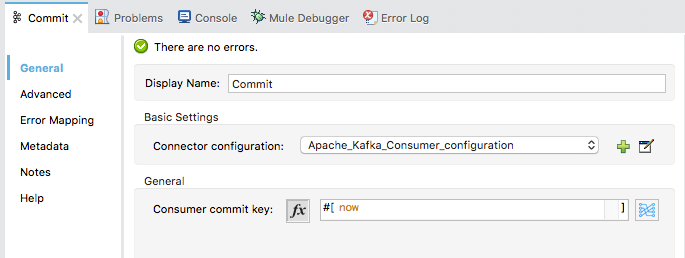 Commit Problems Console Mule Debugger Error Log
There are no errors.
General
Display Name: Commit
Advanced
Basic Settings
Error Mapping
Connector configuration: Apache_Kafka_Consumer_configuration
Metadata
Notes
General
Help
Consumer commit key: fx #[ now ]